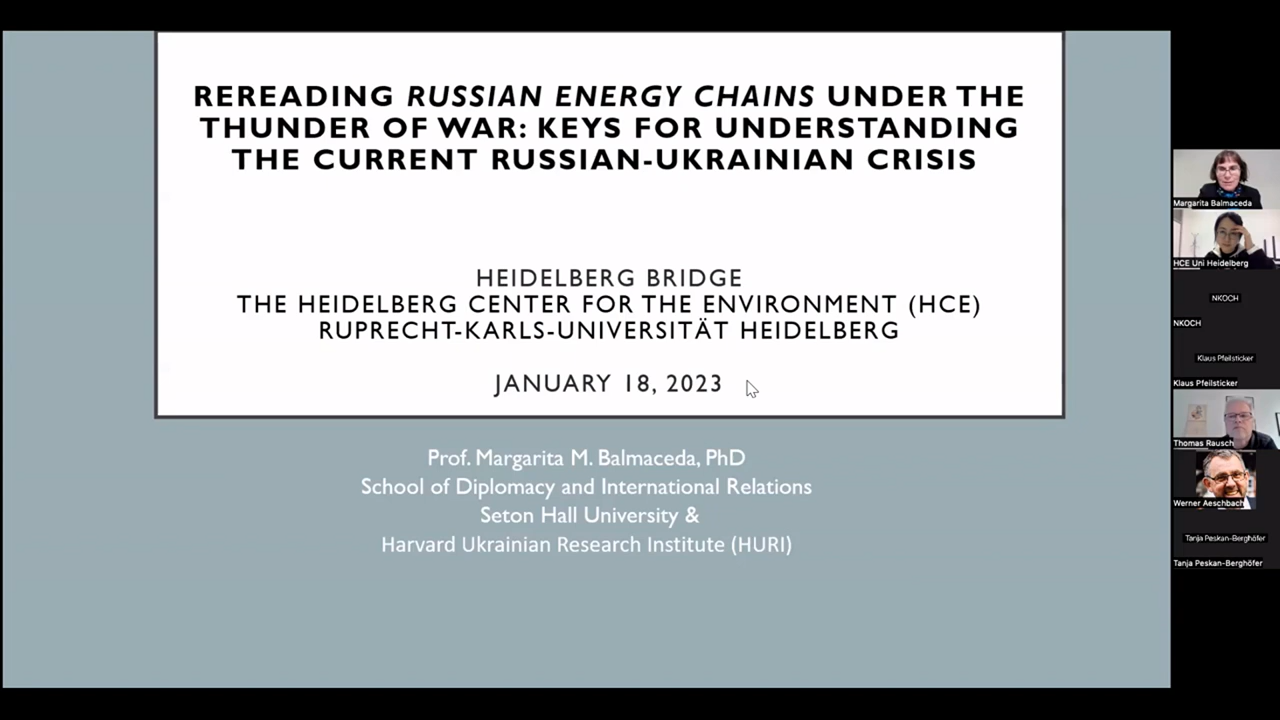 REREADING RUSSIAN ENERGY CHAINS UNDER THE
THUNDER OF WAR: KEYS FOR UNDERSTANDING
THE CURRENT RUSSIAN-UKRAINIAN CRISIS
HEIDELBERG BRIDGE
THE HEIDELBERG CENTER FOR THE ENVIRONMENT (HCE)
RUPRECHT-KARLS-UNIVERSITÄT HEIDELBERG
JANUARY 18, 2023
Prof. Margarita M. Balmaceda, PhD
School of Diplomacy and International Relations
Seton Hall University &
Harvard Ukrainian Research Institute (HURI)
Margarita Balmaceda
HCE Uni Heidelberg
NKOCH
NKOCH
Klaus Pfeilsticker
Klaus Pfeilsticker
Thomas Rausch
Werner Aeschbach
Tanja Peskan-Berghöfer
Tanja Peskan-Berghöfer